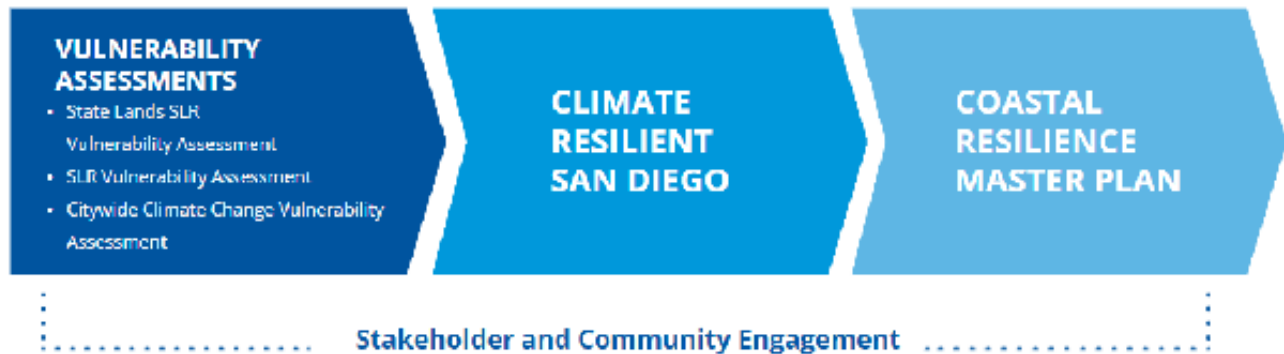 VULNERABILITY
ASSESSMENTS
• State Lands SLR
Vulnerability Assessment
• SLR Vulnerability Assessment
• Citywide Climate Change Vulnerability
Assessment
CLIMATE
RESILIENT
SAN DIEGO
COASTAL
RESILIENCE
MASTER PLAN
Stakeholder and Community Engagement